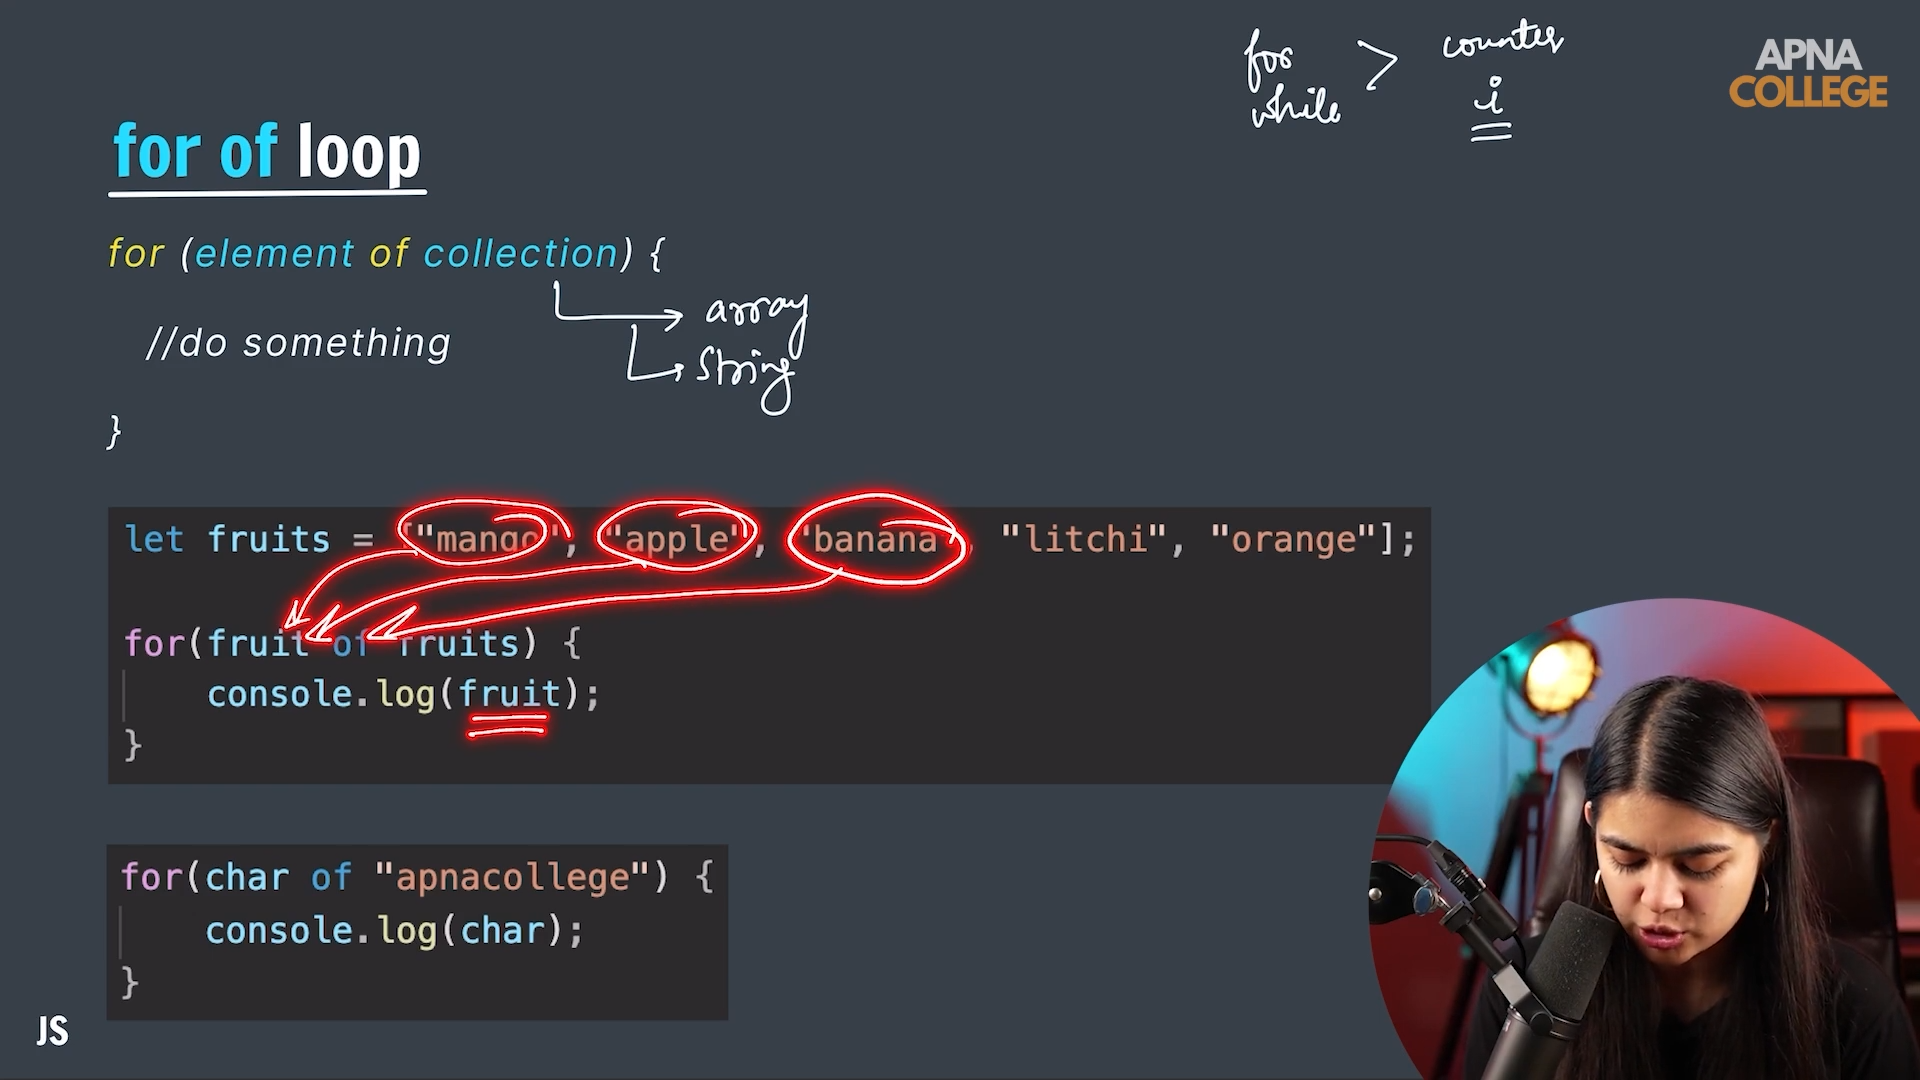 for
while > counter
i
APNA
COLLEGE
for of loop
for (element of collection) {
array
//do something
String
}
let fruits = ["mango", "apple", "banana", "litchi", "orange"];
for(fruit of fruits) {
console.log(fruit);
}
for(char of "apnacollege") {
console.log(char);
}
JS